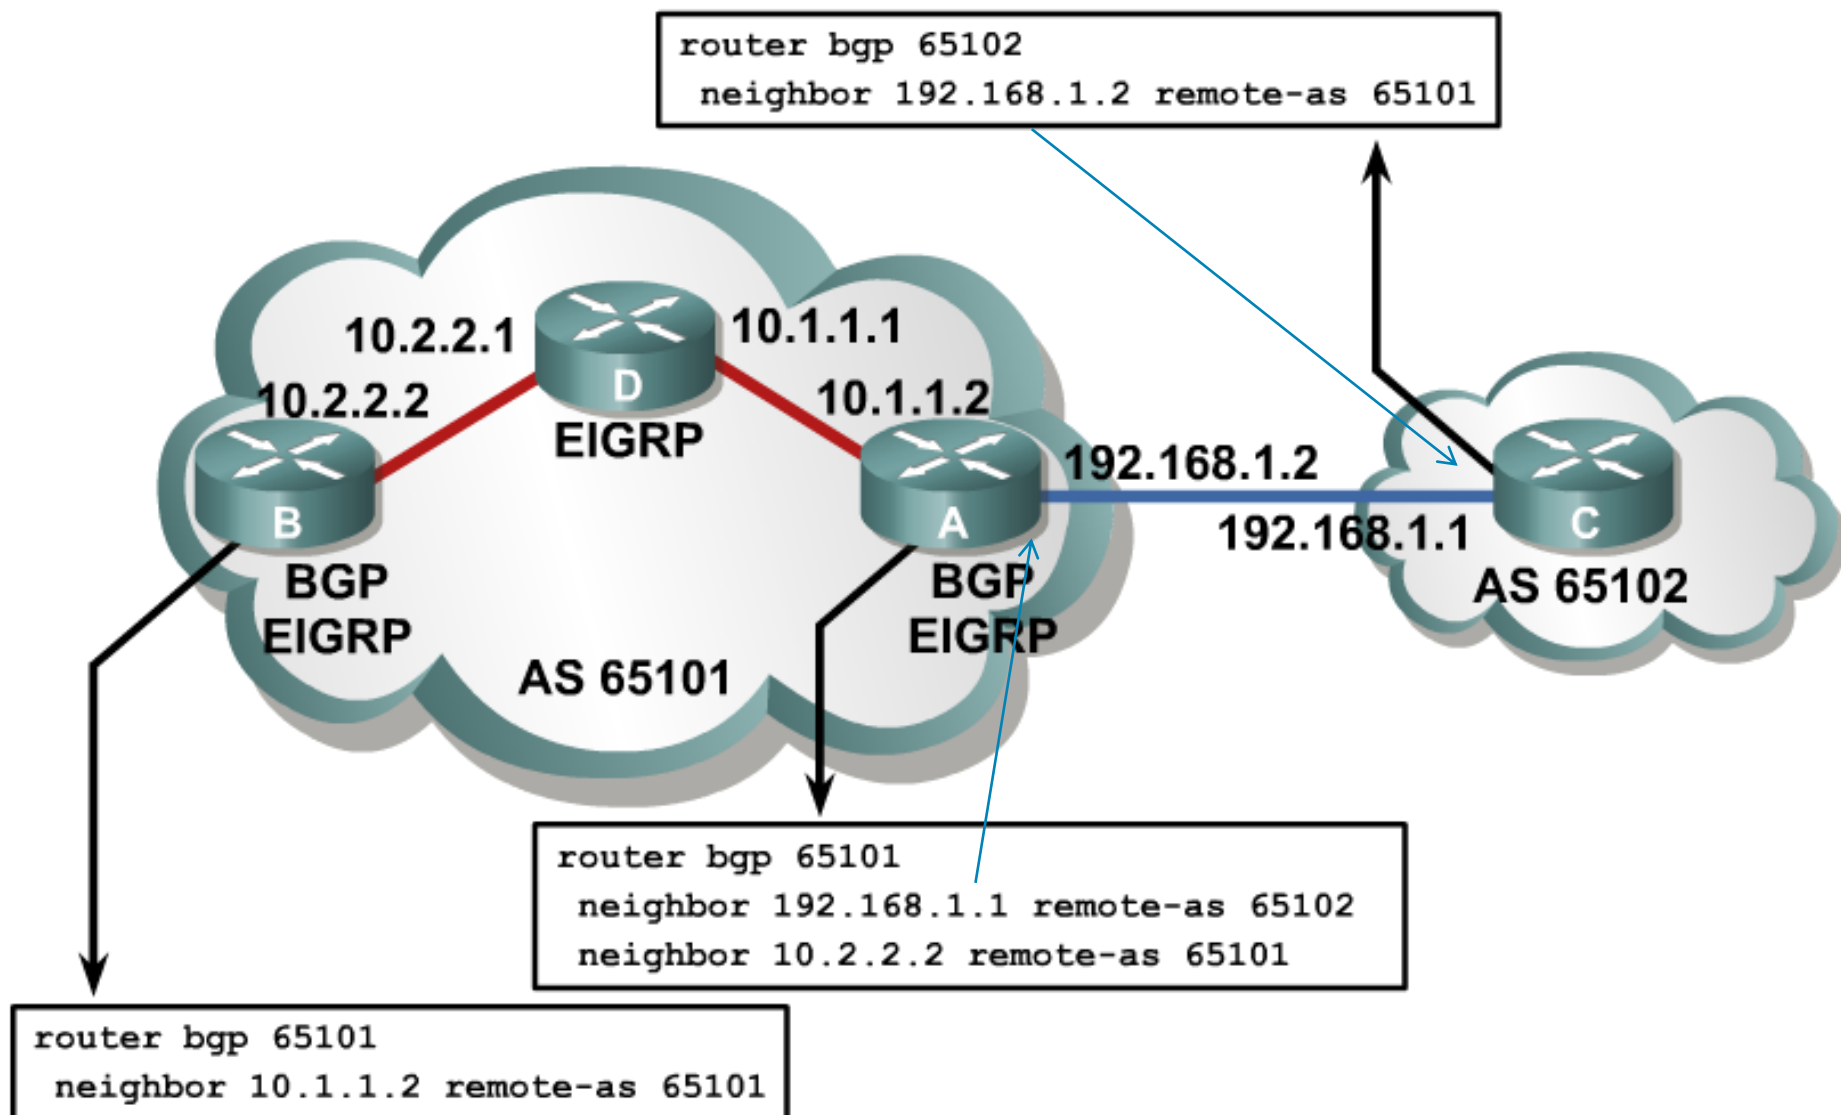 router bgp 65102
neighbor 192.168.1.2 remote-as 65101
10.2.2.1
10.1.1.1
10.2.2.2
D
10.1.1.2
EIGRP
192.168.1.2
B
A
C
192.168.1.1
BGP
EIGRP
BGP
EIGRP
AS 65102
AS 65101
router bgp 65101
neighbor 192.168.1.1 remote-as 65102
neighbor 10.2.2.2 remote-as 65101
router bgp 65101
neighbor 10.1.1.2 remote-as 65101